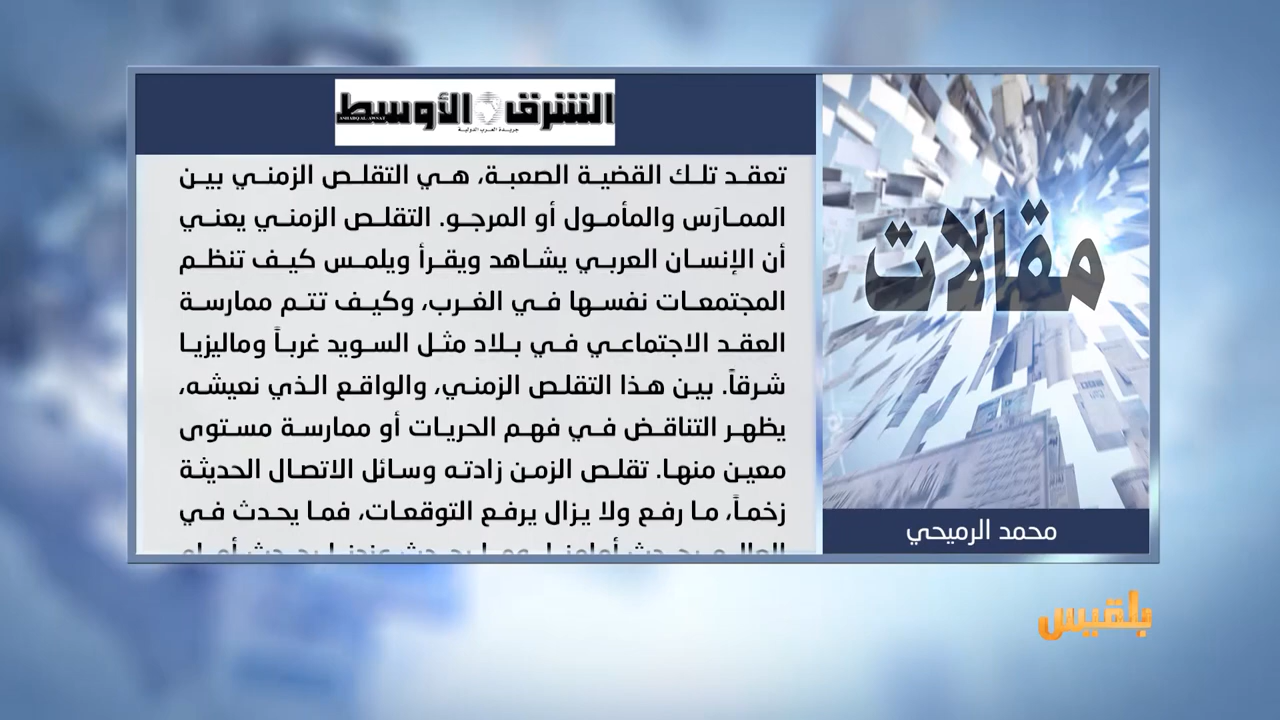 الشرق الأوسط
ASHARQ AL-AWSAT
جريدة العرب الدولية
تعقد تلك القضية الصعبة، هي التقلص الزمني بين
الممارَس والمأمول أو المرجو. التقلص الزمني يعني
أن الإنسان العربي يشاهد ويقرأ ويلمس كيف تنظم
المجتمعات نفسها في الغرب، وكيف تتم ممارسة
العقد الاجتماعي في بلاد مثل السويد غرباً وماليزيا
شرقاً. بين هذا التقلص الزمني، والواقع الذي نعيشه،
يظهر التناقض في فهم الحريات أو ممارسة مستوى
معين منها. تقلص الزمن زادته وسائل الاتصال الحديثة
زخماً، ما رفع ولا يزال يرفع التوقعات، فما يحدث في
مقالات
محمد الرميحي
بلقيس